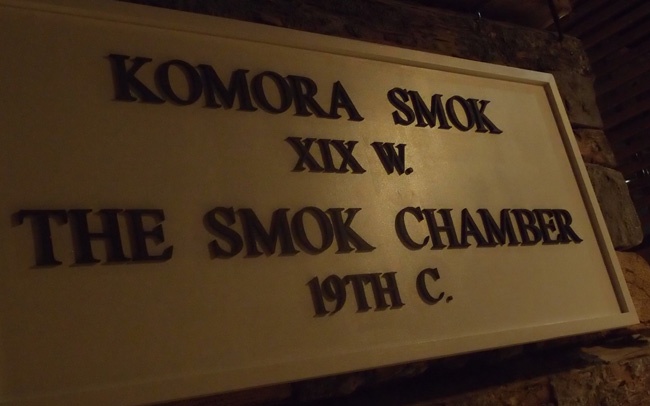 KOMORA SMOK
XIX W.
THE SMOK CHAMBER
19TH C.